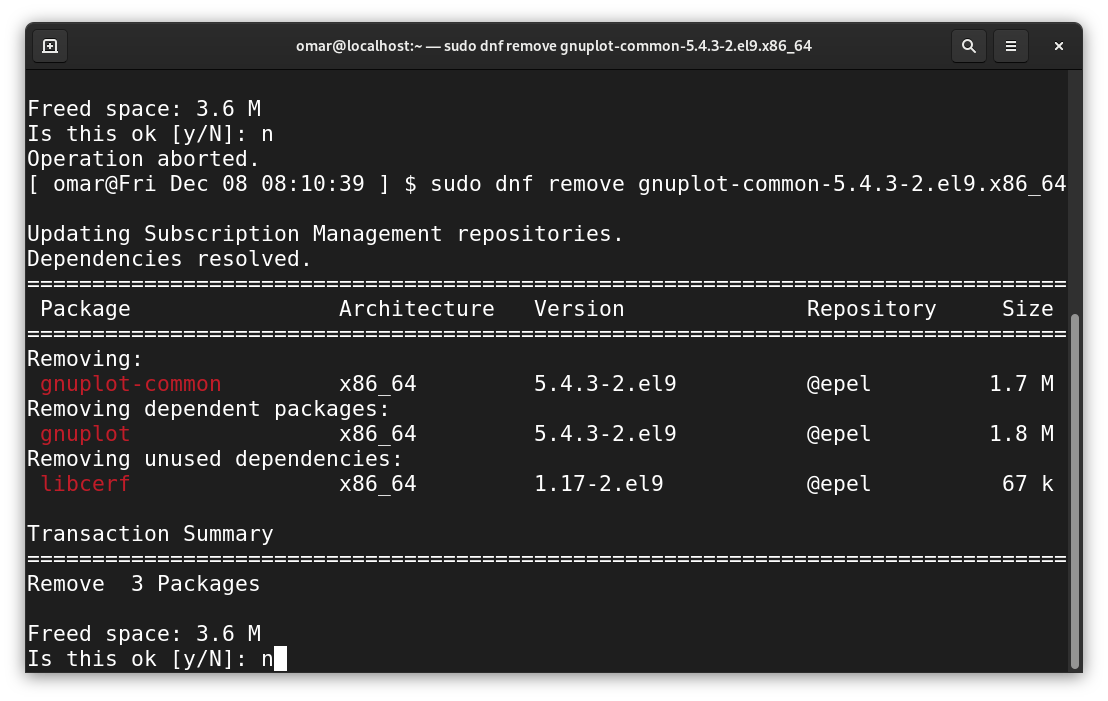 omar@localhost:~ — sudo dnf remove gnuplot-common-5.4.3-2.el9.x86_64
Freed space: 3.6 M
Is this ok [y/N]: n
Operation aborted.
[ omar@Fri Dec 08 08:10:39 ] $ sudo dnf remove gnuplot-common-5.4.3-2.el9.x86_64
Updating Subscription Management repositories.
Dependencies resolved.
================================================================================
Package Architecture Version Repository Size
================================================================================
Removing:
gnuplot-common x86_64 5.4.3-2.el9 @epel 1.7 M
Removing dependent packages:
gnuplot x86_64 5.4.3-2.el9 @epel 1.8 M
Removing unused dependencies:
libcerf x86_64 1.17-2.el9 @epel 67 k
Transaction Summary
================================================================================
Remove  3 Packages
Freed space: 3.6 M
Is this ok [y/N]: n